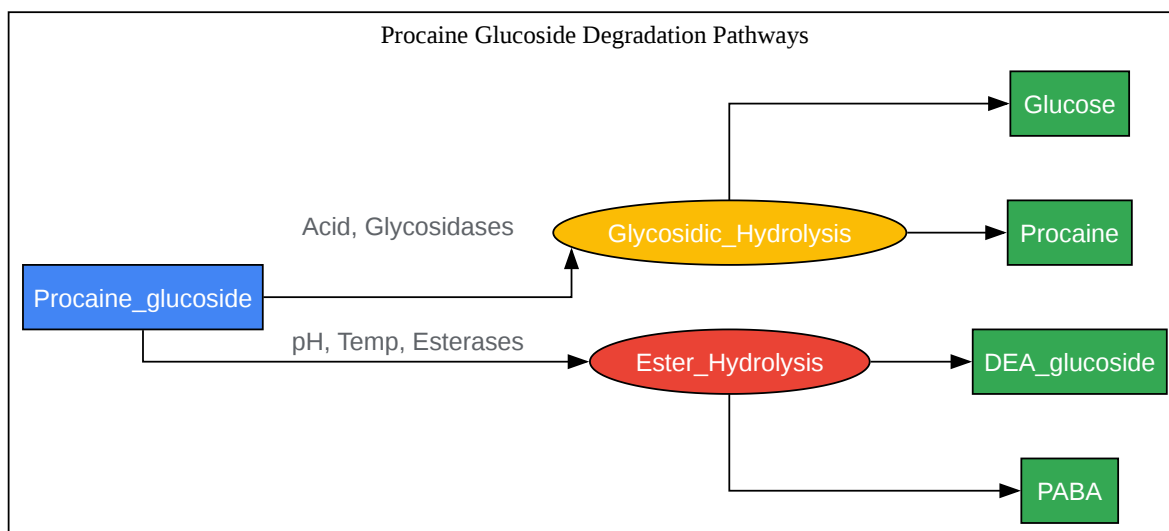 Procaine Glucoside Degradation Pathways
Glucose
Acid, Glycosidases
Glycosidic_Hydrolysis
Procaine
Procaine_glucoside
pH, Temp, Esterases
Ester_Hydrolysis
DEA_glucoside
PABA